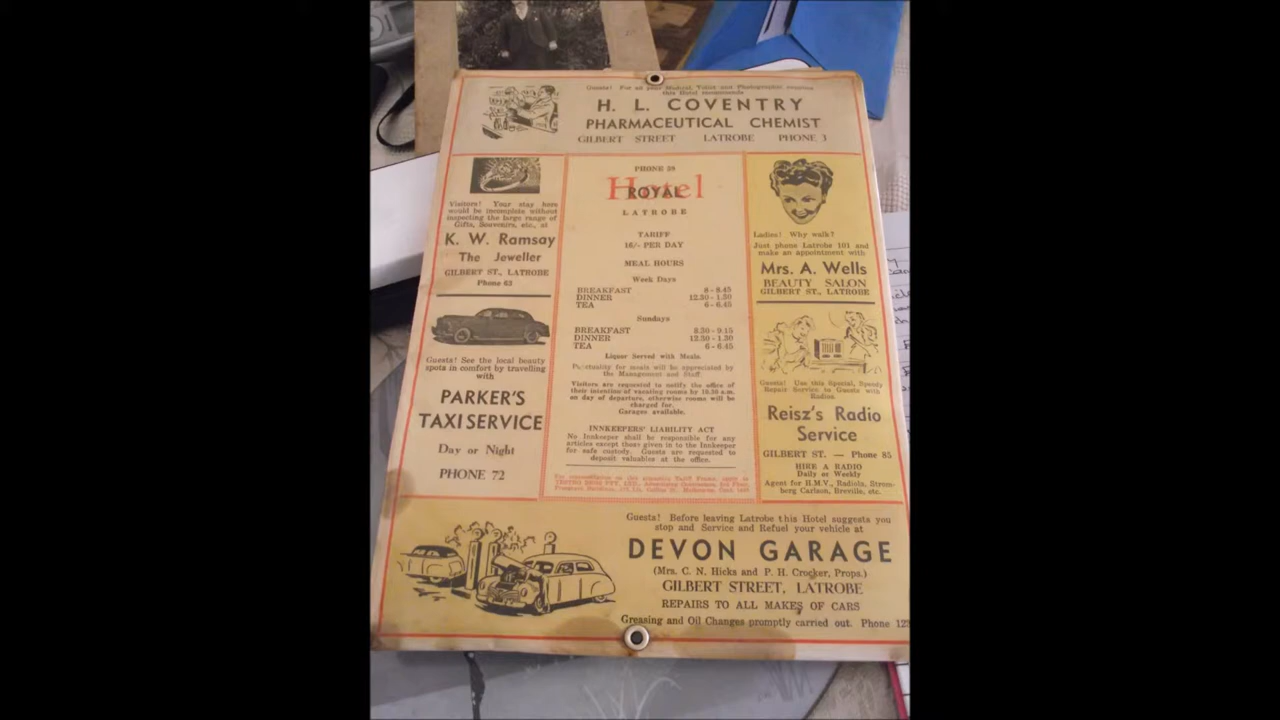 Guests! For all your Medical, Toilet and Photographic requires
this Hotel recommends
H. L. COVENTRY
PHARMACEUTICAL CHEMIST
GILBERT STREET LATROBE PHONE 3
Visitors! Your stay here
would be incomplete without
inspecting the large range of
Gifts, Souvenirs, etc., at
K. W. Ramsay
The Jeweller
GILBERT ST., LATROBE
Phone 63
Guests! See the local beauty
spots in comfort by travelling
with
PARKER'S
TAXI SERVICE
Day or Night
PHONE 72
PHONE 28
Hotel
ROYAL
LATROBE
TARIFF
16/- PER DAY
MEAL HOURS
Week Days
BREAKFAST 8 - 8.45
DINNER 12.30 - 1.30
TEA 6 - 6.45
Sundays
BREAKFAST 8.30 - 9.15
DINNER 12.30 - 1.30
TEA 6 - 6.45
Liquor Served with Meals.
Punctuality for meals will be appreciated by
the Management and Staff.
Visitors are requested to notify the office of
their intention of vacating rooms by 10.30 a.m.
on day of departure, otherwise rooms will be
charged for.
Garages available.
INNKEEPERS' LIABILITY ACT
No Innkeeper shall be responsible for any
articles except those given in to the Innkeeper
for safe custody. Guests are requested to
deposit valuables at the office.
Ladies! Why walk?
Just phone Latrobe 101 and
make an appointment with
Mrs. A. Wells
BEAUTY SALON
GILBERT ST., LATROBE
Guests! Use this Special, Speedy
Repair Service to Guests with
Radios
Reisz's Radio
Service
GILBERT ST. — Phone 85
HIRE A RADIO
Daily or Weekly
Agent for H.M.V., Radiola, Strom-
berg Carlson, Breville, etc.
Guests! Before leaving Latrobe this Hotel suggests you
stop and Service and Refuel your vehicle at
DEVON GARAGE
(Mrs. C. N. Hicks and P. H. Crocker, Props.)
GILBERT STREET, LATROBE
REPAIRS TO ALL MAKES OF CARS
Greasing and Oil Changes promptly carried out. Phone 123